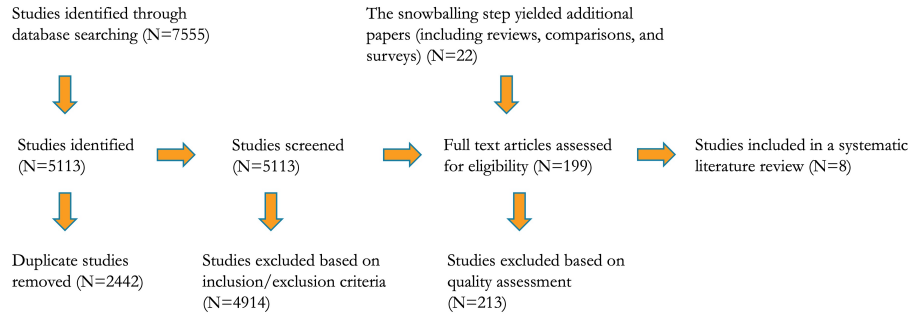 Studies identified through
database searching (N=7555)
The snowballing step yielded additional
papers (including reviews, comparisons, and
surveys) (N=22)
Studies identified
(N=5113)
Studies screened
(N=5113)
Full text articles assessed
for eligibility (N=199)
Studies included in a systematic
literature review (N=8)
Duplicate studies
removed (N=2442)
Studies excluded based on
inclusion/exclusion criteria
(N=4914)
Studies excluded based on
quality assessment
(N=213)